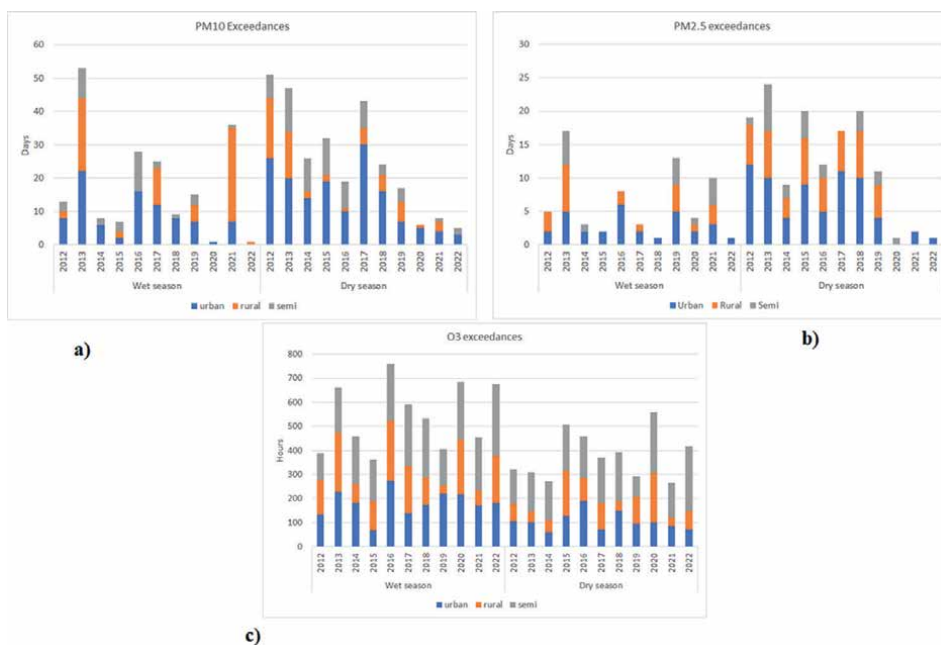 PM10 Exceedances
60
50
40
30
20
10
0
Days
2012 2013 2014 2015 2016 2017 2018 2019 2020 2021 2022 2012 2013 2014 2015 2016 2017 2018 2019 2020 2021 2022
Wet season Dry season
urban rural semi
a)
PM2.5 exceedances
30
25
20
15
10
5
0
Days
2012 2013 2014 2015 2016 2017 2018 2019 2020 2021 2022 2012 2013 2014 2015 2016 2017 2018 2019 2020 2021 2022
Wet season Dry season
Urban Rural Semi
b)
O3 exceedances
800
700
600
500
400
300
200
100
0
Hours
2012 2013 2014 2015 2016 2017 2018 2019 2020 2021 2022 2012 2013 2014 2015 2016 2017 2018 2019 2020 2021 2022
Wet season Dry season
urban rural semi
c)